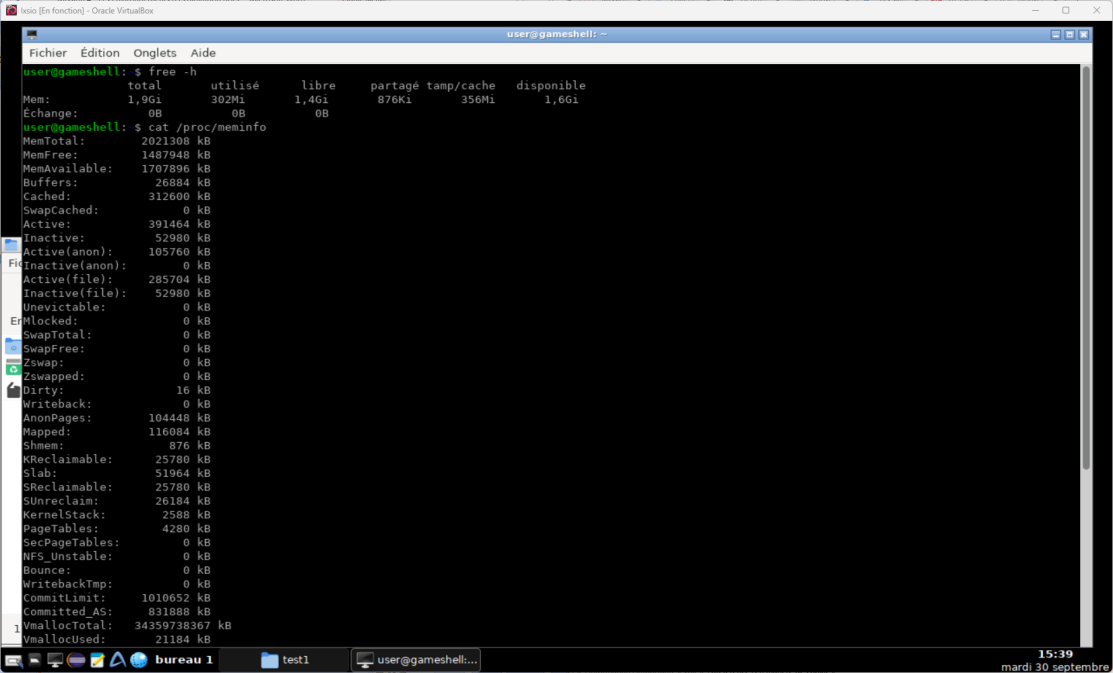 lxsio [En fonction] - Oracle VirtualBox
user@gameshell: ~
Fichier Édition Onglets Aide
user@gameshell: $ free -h
total utilisé libre partagé tamp/cache disponible
Mem: 1,9Gi 302Mi 1,4Gi 876Ki 356Mi 1,6Gi
Échange: 0B 0B 0B
user@gameshell: $ cat /proc/meminfo
MemTotal: 2021308 kB
MemFree: 1487948 kB
MemAvailable: 1707896 kB
Buffers: 26884 kB
Cached: 312600 kB
SwapCached: 0 kB
Active: 391464 kB
Inactive: 52980 kB
Active(anon): 105760 kB
Inactive(anon): 0 kB
Active(file): 285704 kB
Inactive(file): 52980 kB
Unevictable: 0 kB
Mlocked: 0 kB
SwapTotal: 0 kB
SwapFree: 0 kB
Zswap: 0 kB
Zswapped: 0 kB
Dirty: 16 kB
Writeback: 0 kB
AnonPages: 104448 kB
Mapped: 116084 kB
Shmem: 876 kB
KReclaimable: 25780 kB
Slab: 51964 kB
SReclaimable: 25780 kB
SUnreclaim: 26184 kB
KernelStack: 2588 kB
PageTables: 4280 kB
SecPageTables: 0 kB
NFS_Unstable: 0 kB
Bounce: 0 kB
WritebackTmp: 0 kB
CommitLimit: 1010652 kB
Committed_AS: 831888 kB
VmallocTotal: 34359738367 kB
VmallocUsed: 21184 kB
bureau 1 test1 user@gameshell:...
15:39
mardi 30 septembre